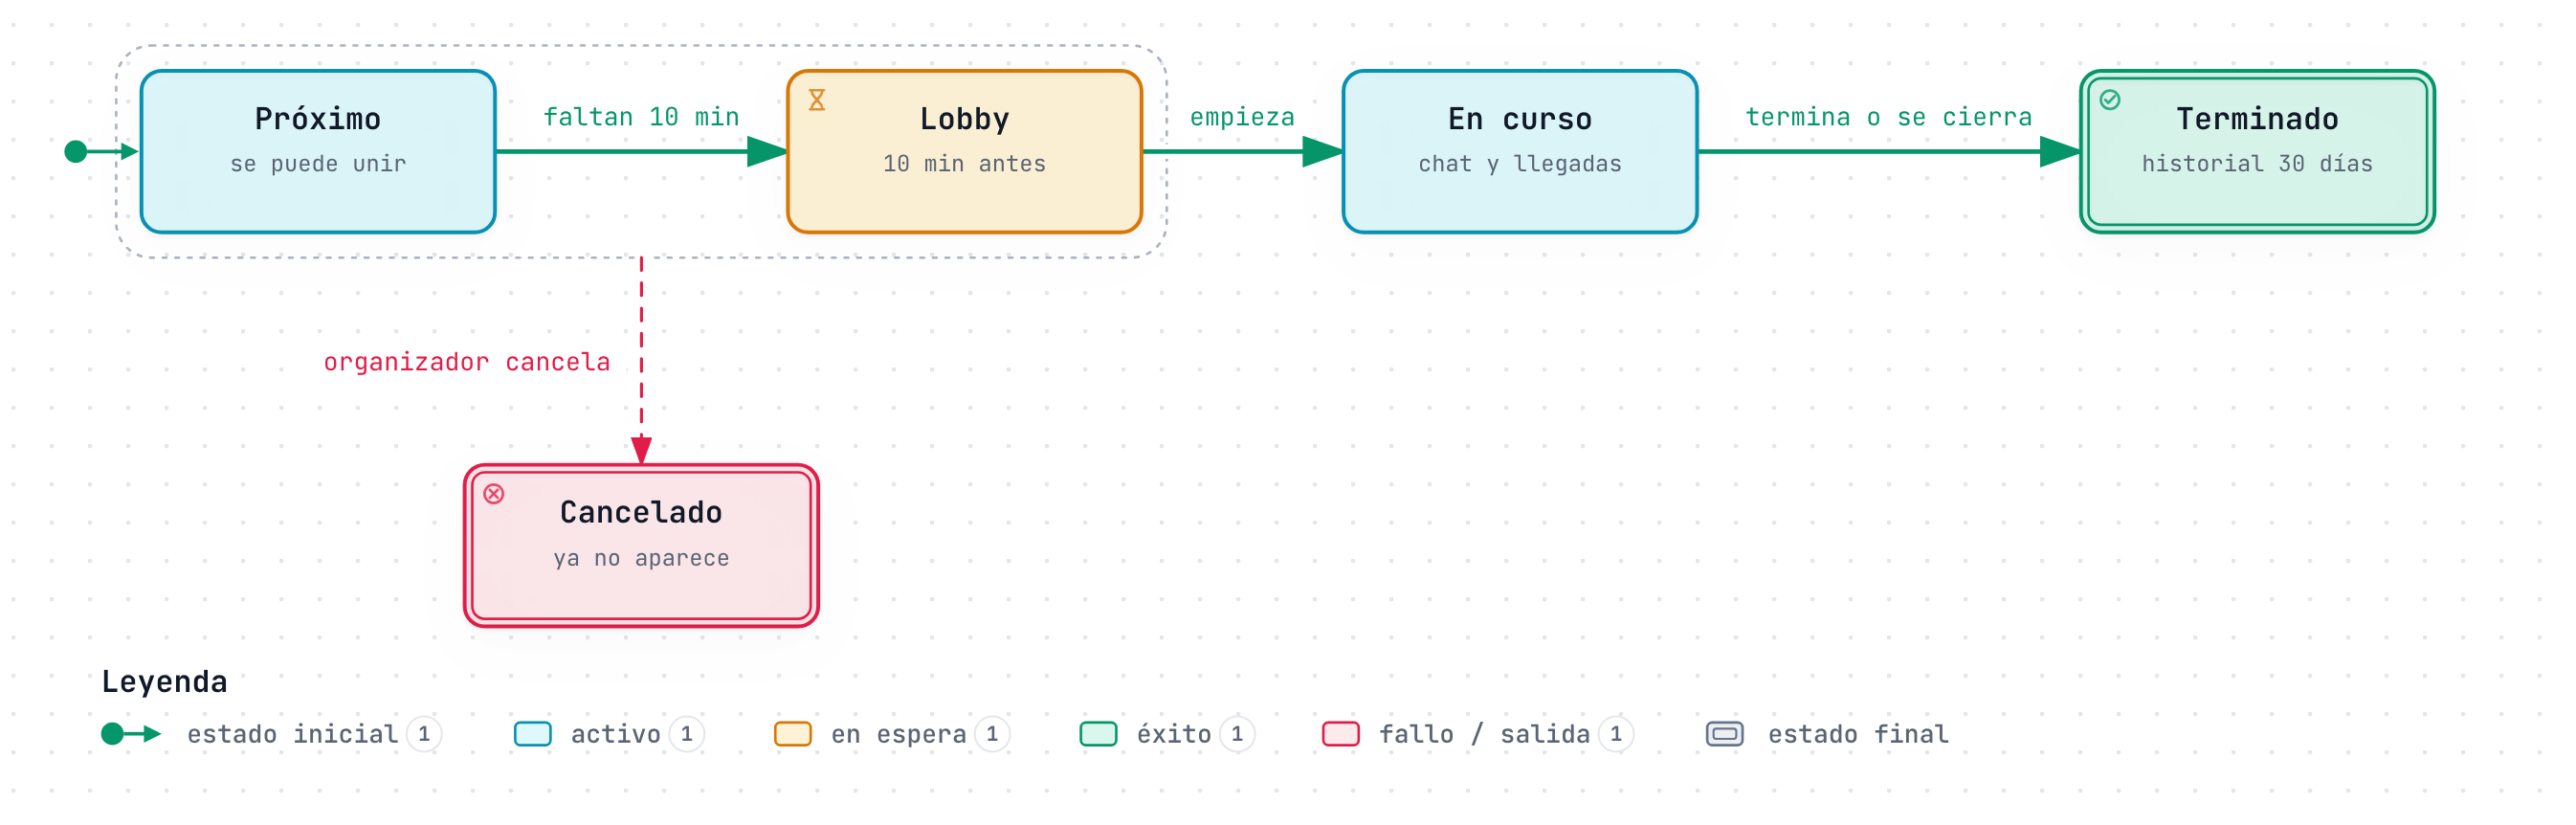 Próximo
se puede unir
faltan 10 min
Lobby
10 min antes
empieza
En curso
chat y llegadas
termina o se cierra
Terminado
historial 30 días
organizador cancela
Cancelado
ya no aparece
Leyenda
estado inicial 1
activo 1
en espera 1
éxito 1
fallo / salida 1
estado final